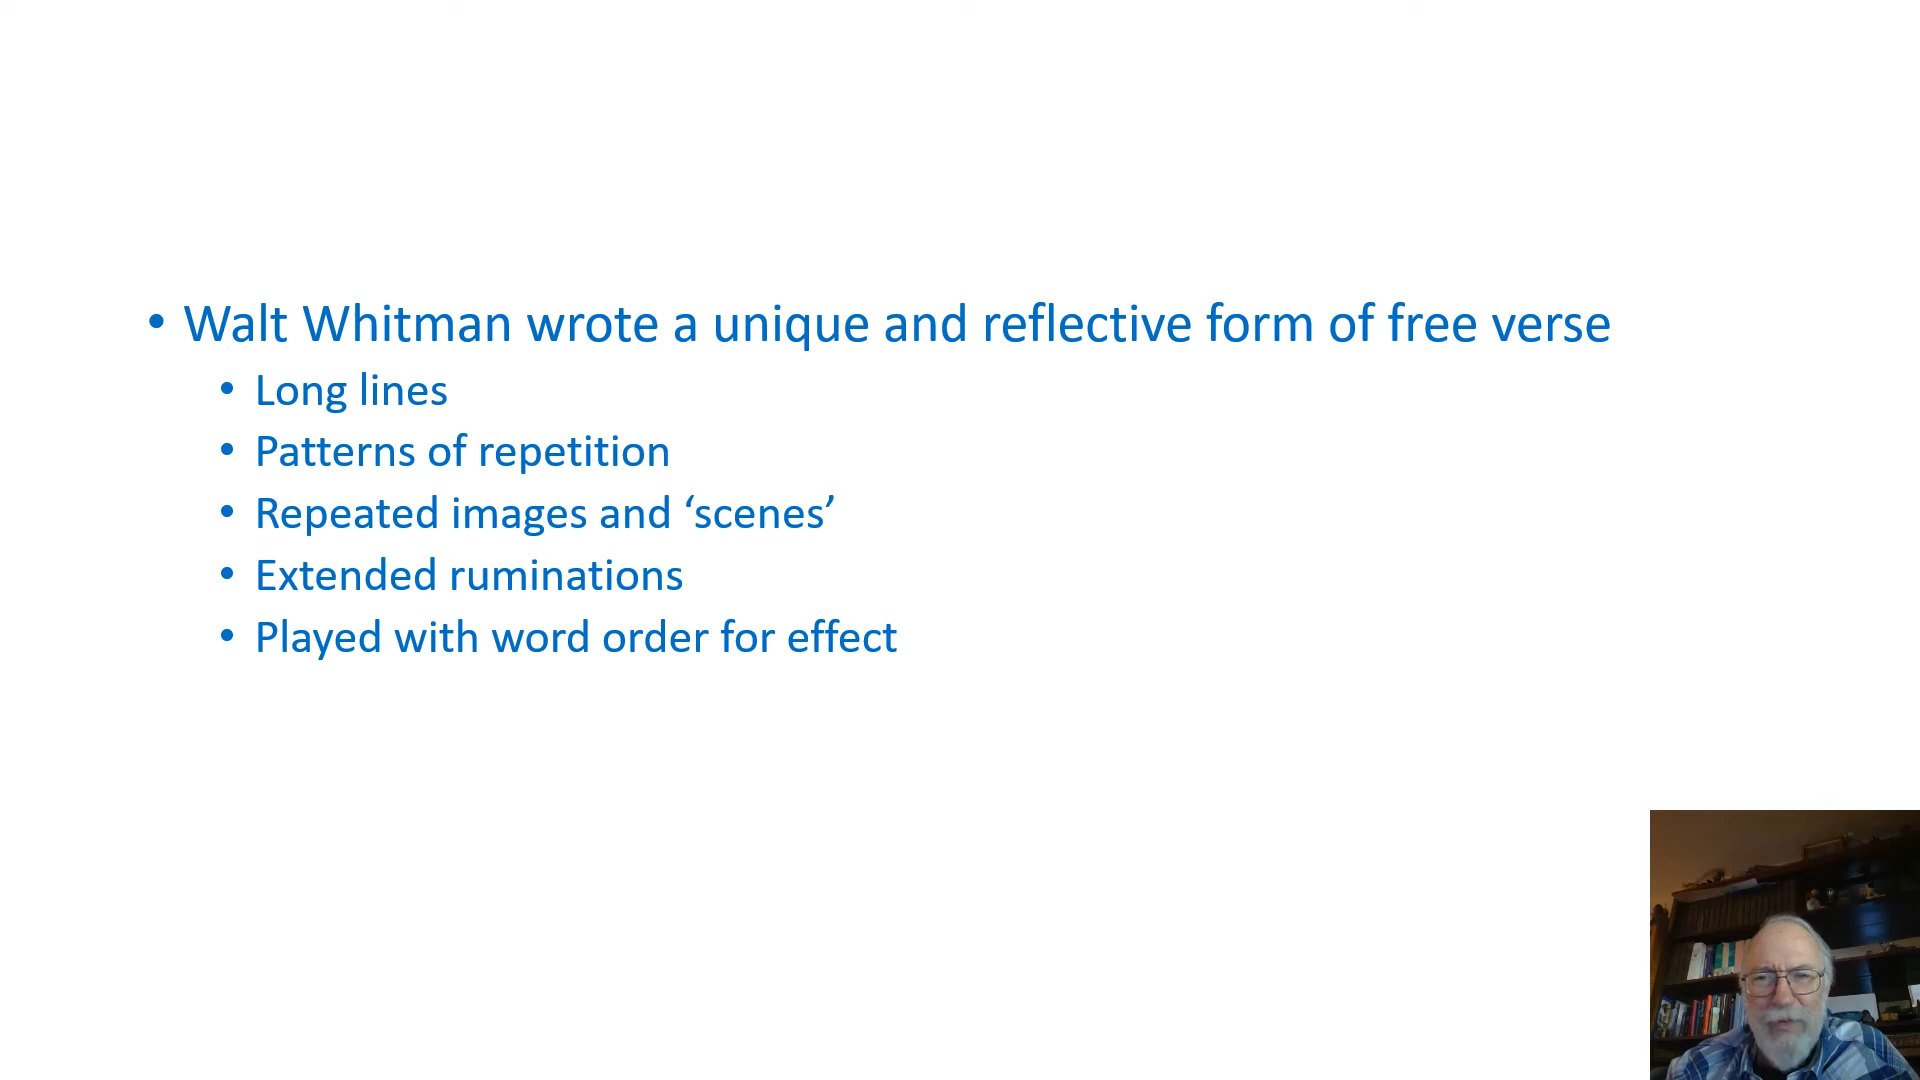 • Walt Whitman wrote a unique and reflective form of free verse
• Long lines
• Patterns of repetition
• Repeated images and ‘scenes’
• Extended ruminations
• Played with word order for effect